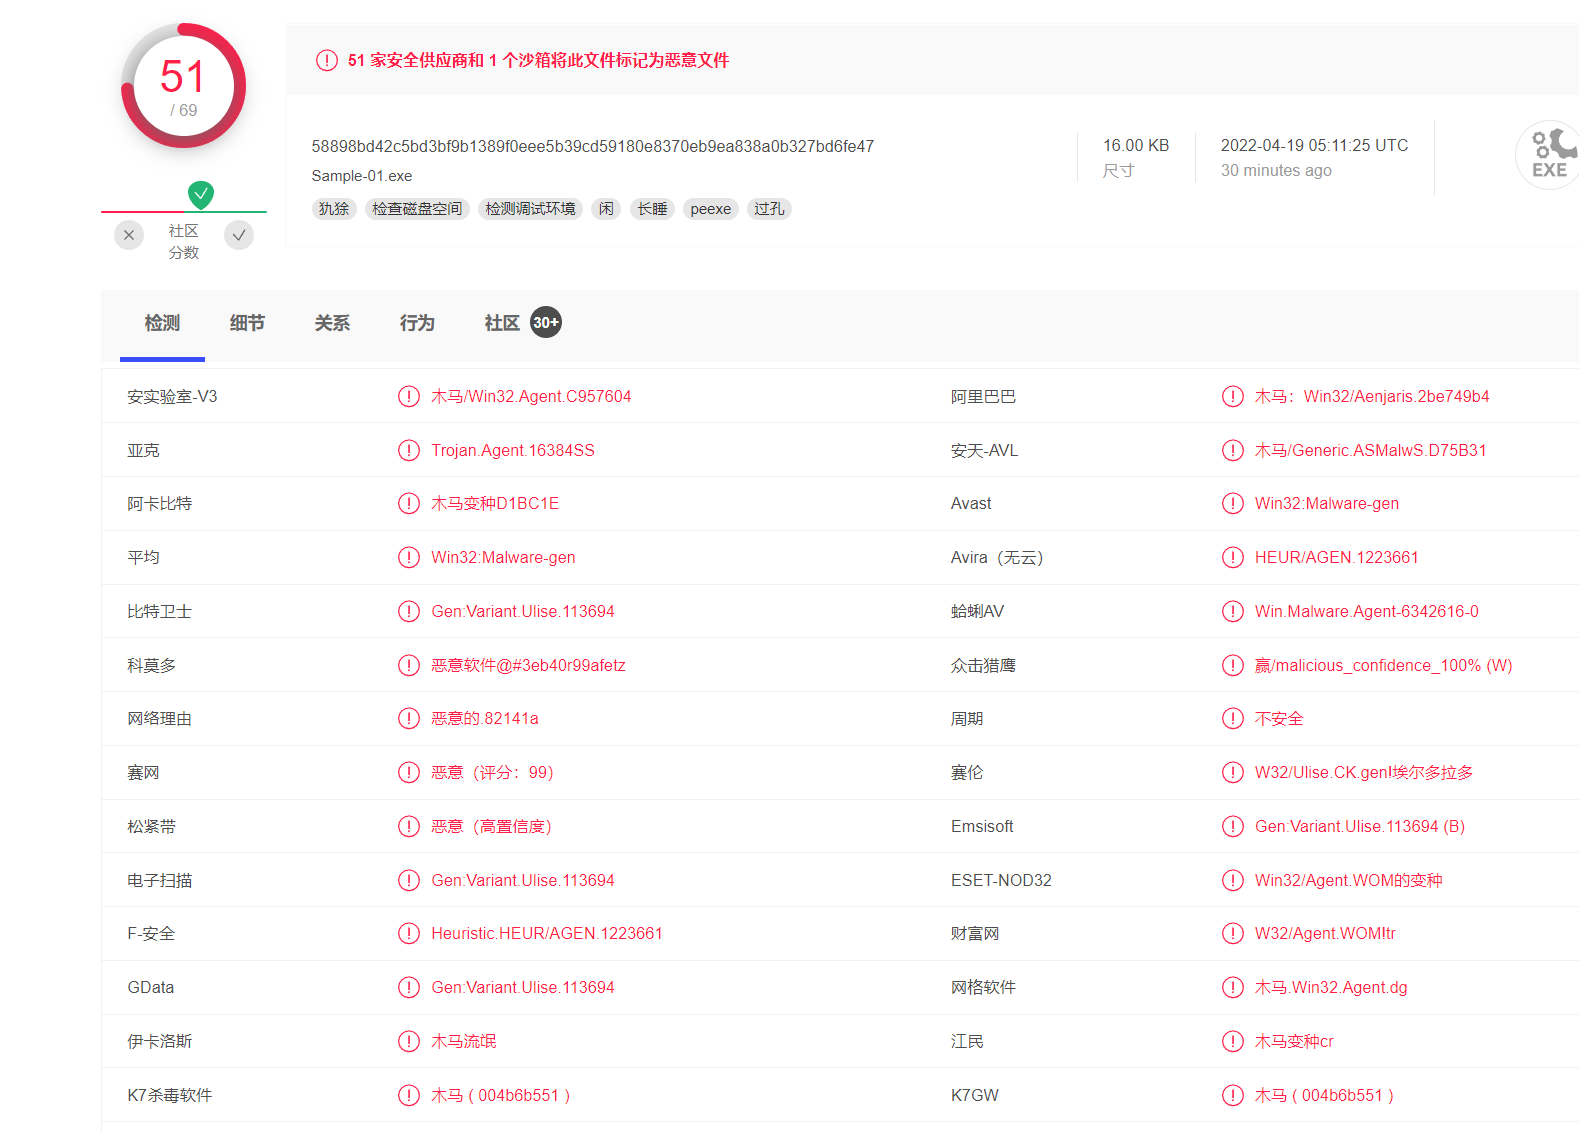 51
/ 69
社区
分数
51 家安全供应商和 1 个沙箱将此文件标记为恶意文件
58898bd42c5bd3bf9b1389f0eee5b39cd59180e8370eb9ea838a0b327bd6fe47
Sample-01.exe
犰狳 检查磁盘空间 检测调试环境 闲 长睡 peexe 过孔
16.00 KB
尺寸
2022-04-19 05:11:25 UTC
30 minutes ago
EXE
检测 细节 关系 行为 社区 30+
安实验室-V3 木马/Win32.Agent.C957604 阿里巴巴 木马：Win32/Aenjaris.2be749b4
亚克 Trojan.Agent.16384SS 安天-AVL 木马/Generic.ASMalwS.D75B31
阿卡比特 木马变种D1BC1E Avast Win32:Malware-gen
平均 Win32:Malware-gen Avira（无云） HEUR/AGEN.1223661
比特卫士 Gen:Variant.Ulise.113694 蛤蜊AV Win.Malware.Agent-6342616-0
科莫多 恶意软件@#3eb40r99afetz 众击猎鹰 赢/malicious_confidence_100% (W)
网络理由 恶意的.82141a 周期 不安全
赛网 恶意（评分：99） 赛伦 W32/Ulise.CK.gen!埃尔多拉多
松紧带 恶意（高置信度） Emsisoft Gen:Variant.Ulise.113694 (B)
电子扫描 Gen:Variant.Ulise.113694 ESET-NOD32 Win32/Agent.WOM的变种
F-安全 Heuristic.HEUR/AGEN.1223661 财富网 W32/Agent.WOM!tr
GData Gen:Variant.Ulise.113694 网格软件 木马.Win32.Agent.dg
伊卡洛斯 木马流氓 江民 木马变种cr
K7杀毒软件 木马 ( 004b6b551 ) K7GW 木马 ( 004b6b551 )